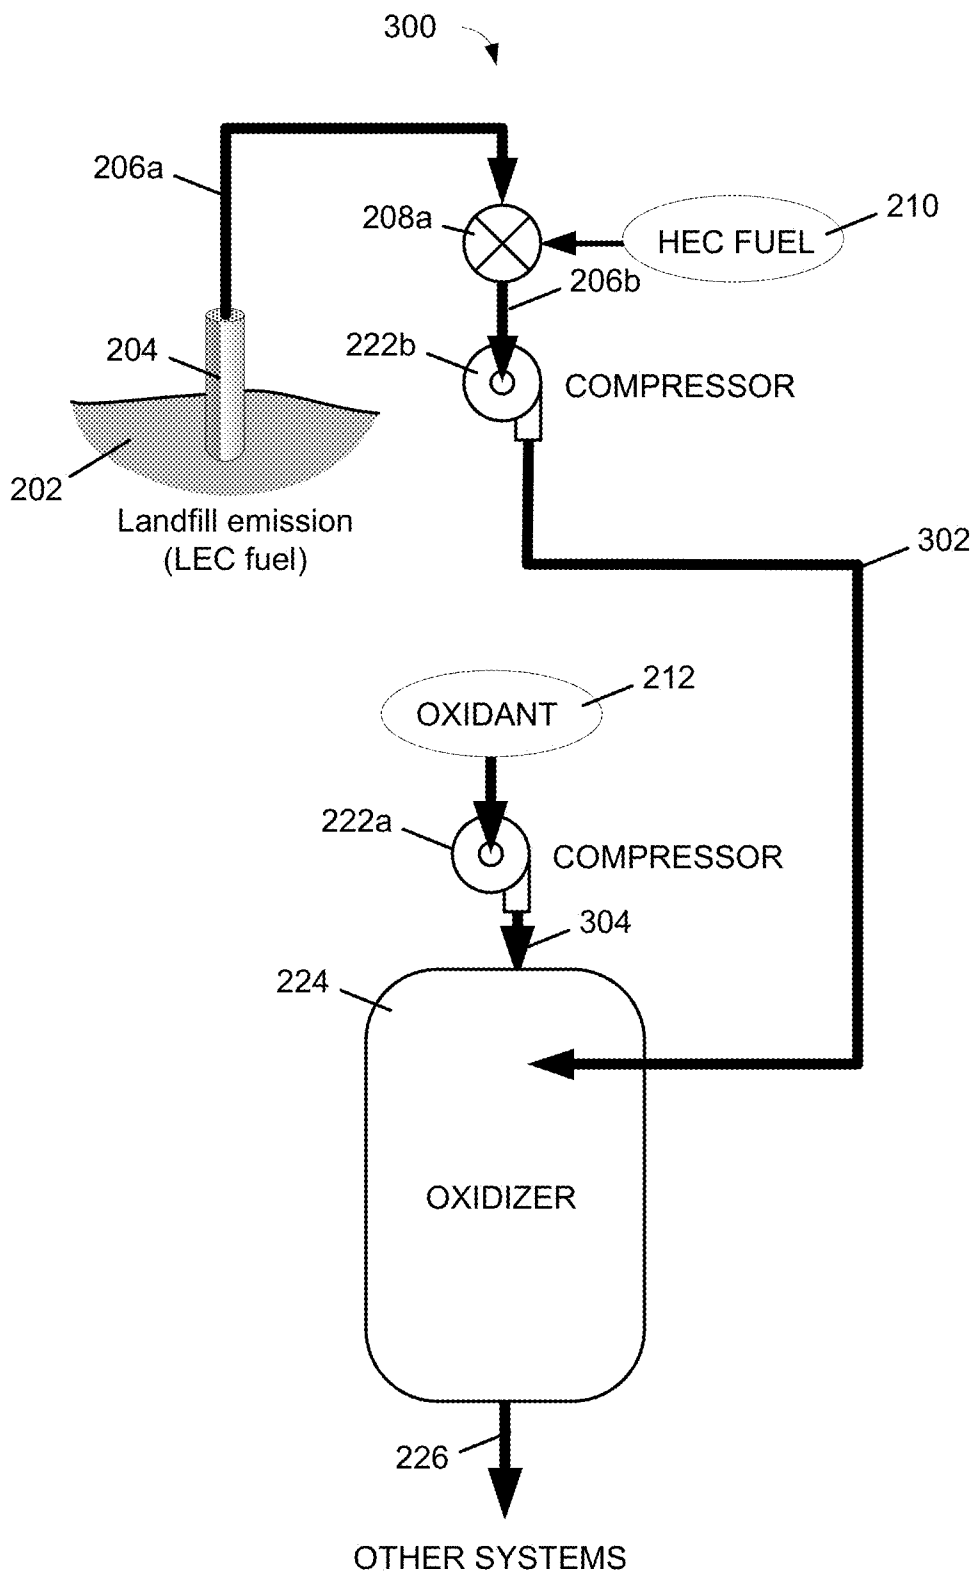 300
206a
208a
210
HEC FUEL
206b
204
222b
COMPRESSOR
202
Landfill emission
(LEC fuel)
302
212
OXIDANT
222a
COMPRESSOR
304
224
OXIDIZER
226
OTHER SYSTEMS